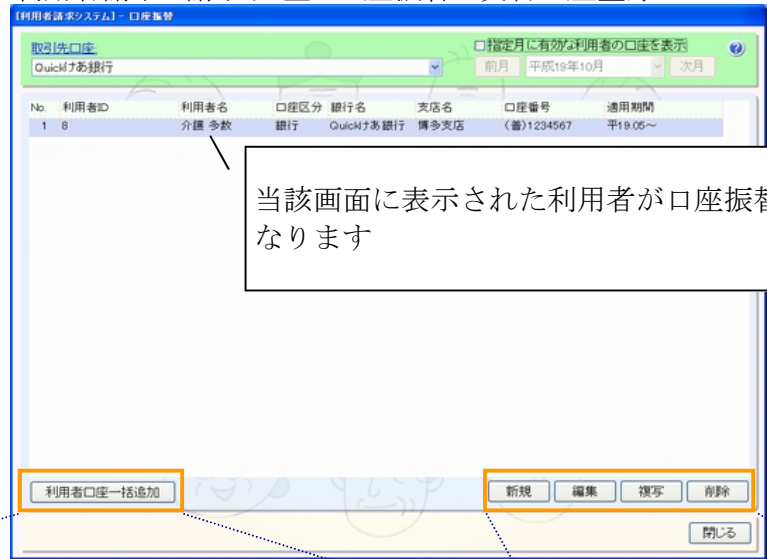 【利用者請求システム】 - 口座振替
取引先口座
□指定月に有効な利用者の口座を表示
Quickけあ銀行
前月 平成19年10月 次月
No. 利用者ID 利用者名 口座区分 銀行名 支店名 口座番号 適用期間
1 8 介護 多数 銀行 Quickけあ銀行 博多支店 (普)1234567 平19.05～
当該画面に表示された利用者が口座振替
なります
利用者口座一括追加
新規 編集 複写 削除
閉じる